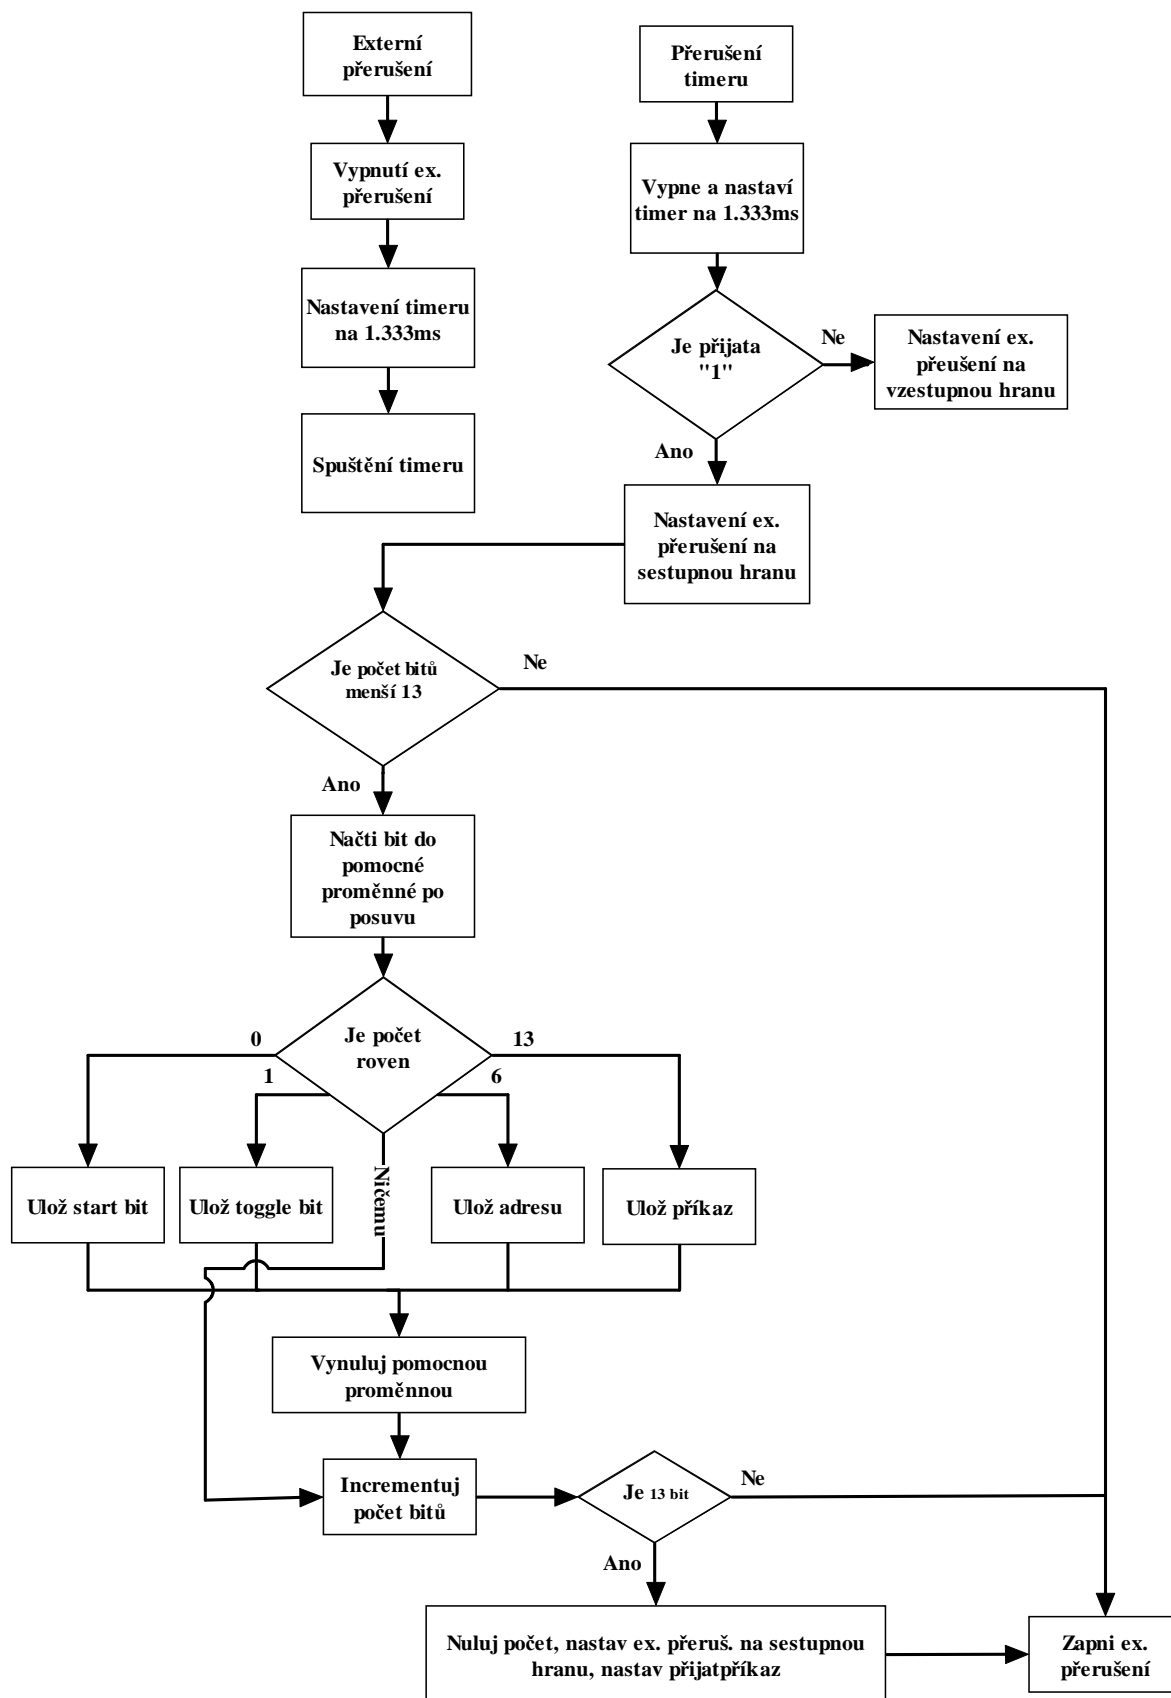 Externí
přerušení
Přerušení
timeru
Vypnutí ex.
přerušení
Vypne a nastaví
timer na 1.333ms
Nastavení timeru
na 1.333ms
Je přijata
"1"
Ne
Nastavení ex.
přeušení na
vzestupnou hranu
Ano
Spuštění timeru
Nastavení ex.
přerušení na
sestupnou hranu
Je počet bitů
menší 13
Ne
Ano
Načti bit do
pomocné
proměnné po
posuvu
Je počet
roven
0
1
6
13
Ničemu
Ulož start bit
Ulož toggle bit
Ulož adresu
Ulož příkaz
Vynuluj pomocnou
proměnnou
Incrementuj
počet bitů
Je 13 bit
Ne
Ano
Nuluj počet, nastav ex. přeruš. na sestupnou
hranu, nastav přijatpříkaz
Zapni ex.
přerušení